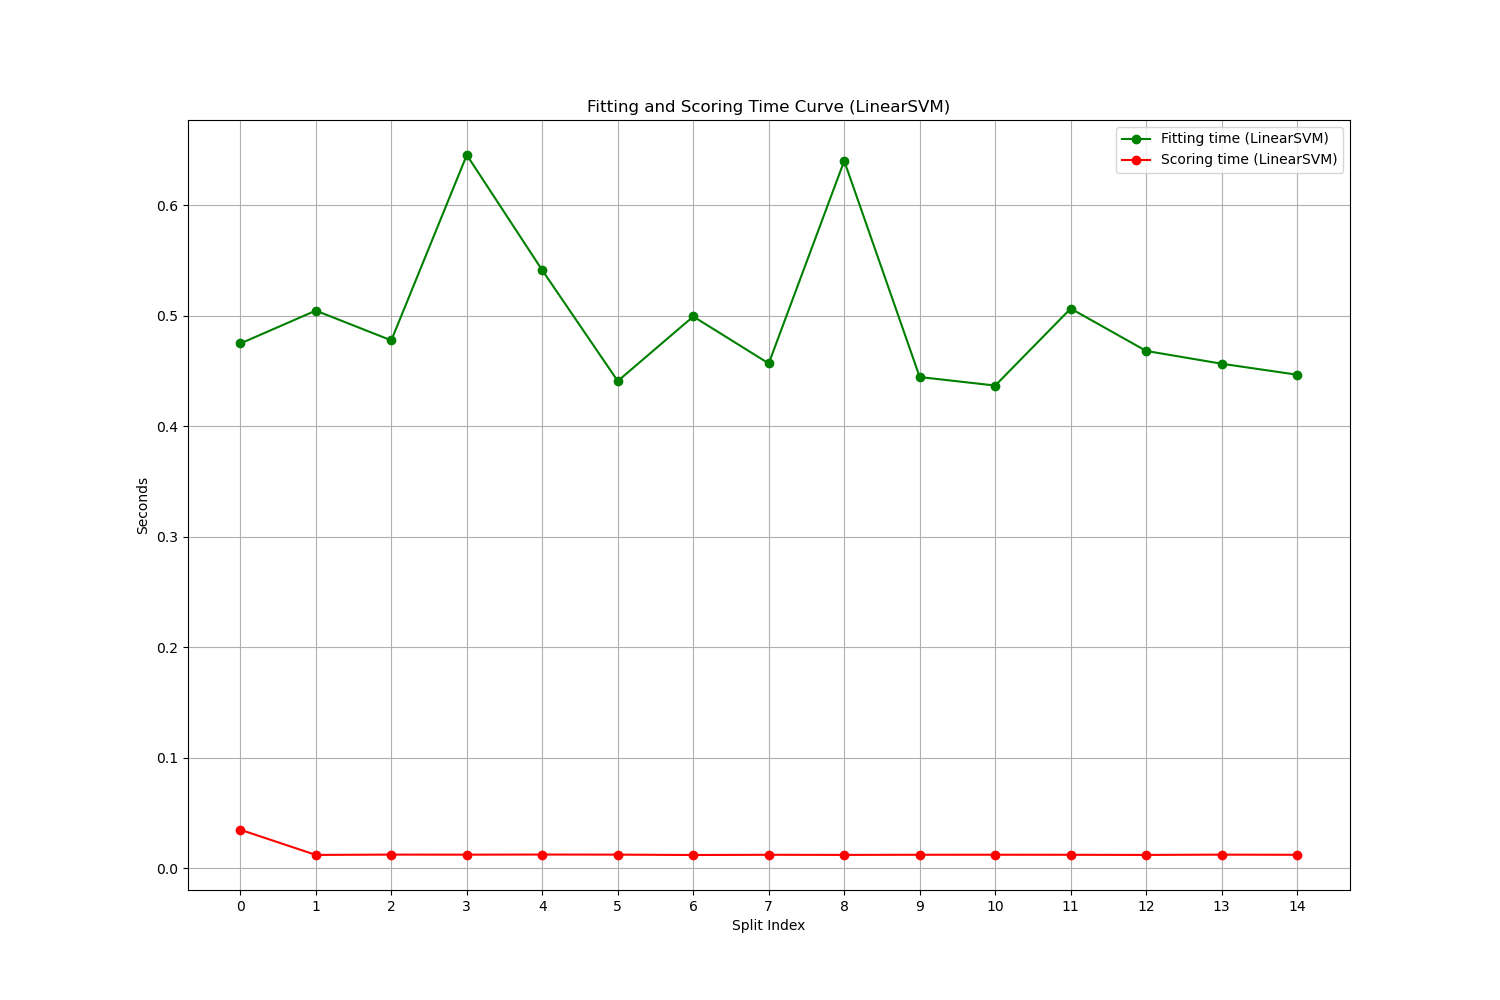 Fitting and Scoring Time Curve (LinearSVM)
Fitting time (LinearSVM)
Scoring time (LinearSVM)
0.6
0.5
0.4
0.3
0.2
0.1
0.0
Seconds
0 1 2 3 4 5 6 7 8 9 10 11 12 13 14
Split Index